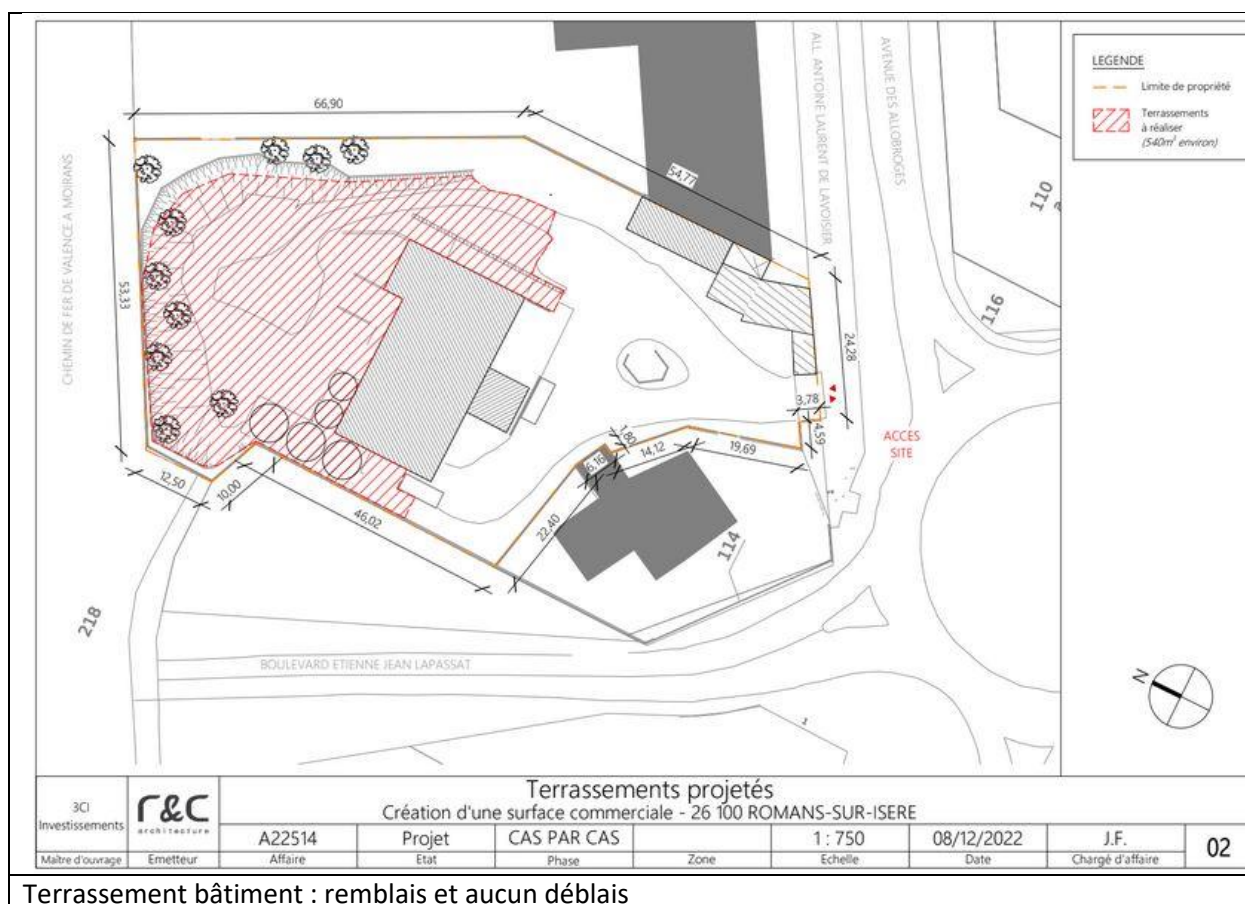 66,90
54,77
53,33
24,28
3,78
4,59
1,80
6,16
14,12
19,69
22,40
12,50
10,00
46,02
CHEMIN DE FER DE VALENCE A MOIRANS
ALL. ANTOINE LAURENT DE LAVOISIER
AVENUE DES ALLOBROGES
110
116
114
218
1
ACCES
SITE
BOULEVARD ETIENNE JEAN LAPASSAT
LEGENDE
Limite de propriété
Terrassements
à réaliser
(540m² environ)
N
3CI
Investissements
Maître d'ouvrage
r&c
architecture
Emetteur
Terrassements projetés
Création d'une surface commerciale - 26 100 ROMANS-SUR-ISERE
A22514 Projet CAS PAR CAS 1 : 750 08/12/2022 J.F.
Affaire Etat Phase Zone Echelle Date Chargé d'affaire
02
Terrassement bâtiment : remblais et aucun déblais